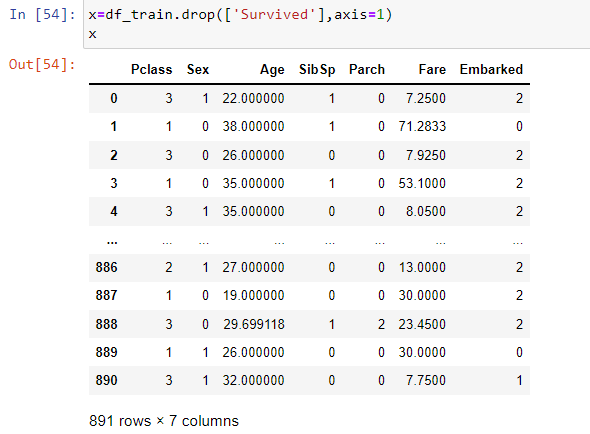 In [54]: x=df_train.drop(['Survived'],axis=1)
x
Out[54]:
Pclass Sex Age SibSp Parch Fare Embarked
0 3 1 22.000000 1 0 7.2500 2
1 1 0 38.000000 1 0 71.2833 0
2 3 0 26.000000 0 0 7.9250 2
3 1 0 35.000000 1 0 53.1000 2
4 3 1 35.000000 0 0 8.0500 2
... ... ... ... ... ... ... ...
886 2 1 27.000000 0 0 13.0000 2
887 1 0 19.000000 0 0 30.0000 2
888 3 0 29.699118 1 2 23.4500 2
889 1 1 26.000000 0 0 30.0000 0
890 3 1 32.000000 0 0 7.7500 1
891 rows × 7 columns